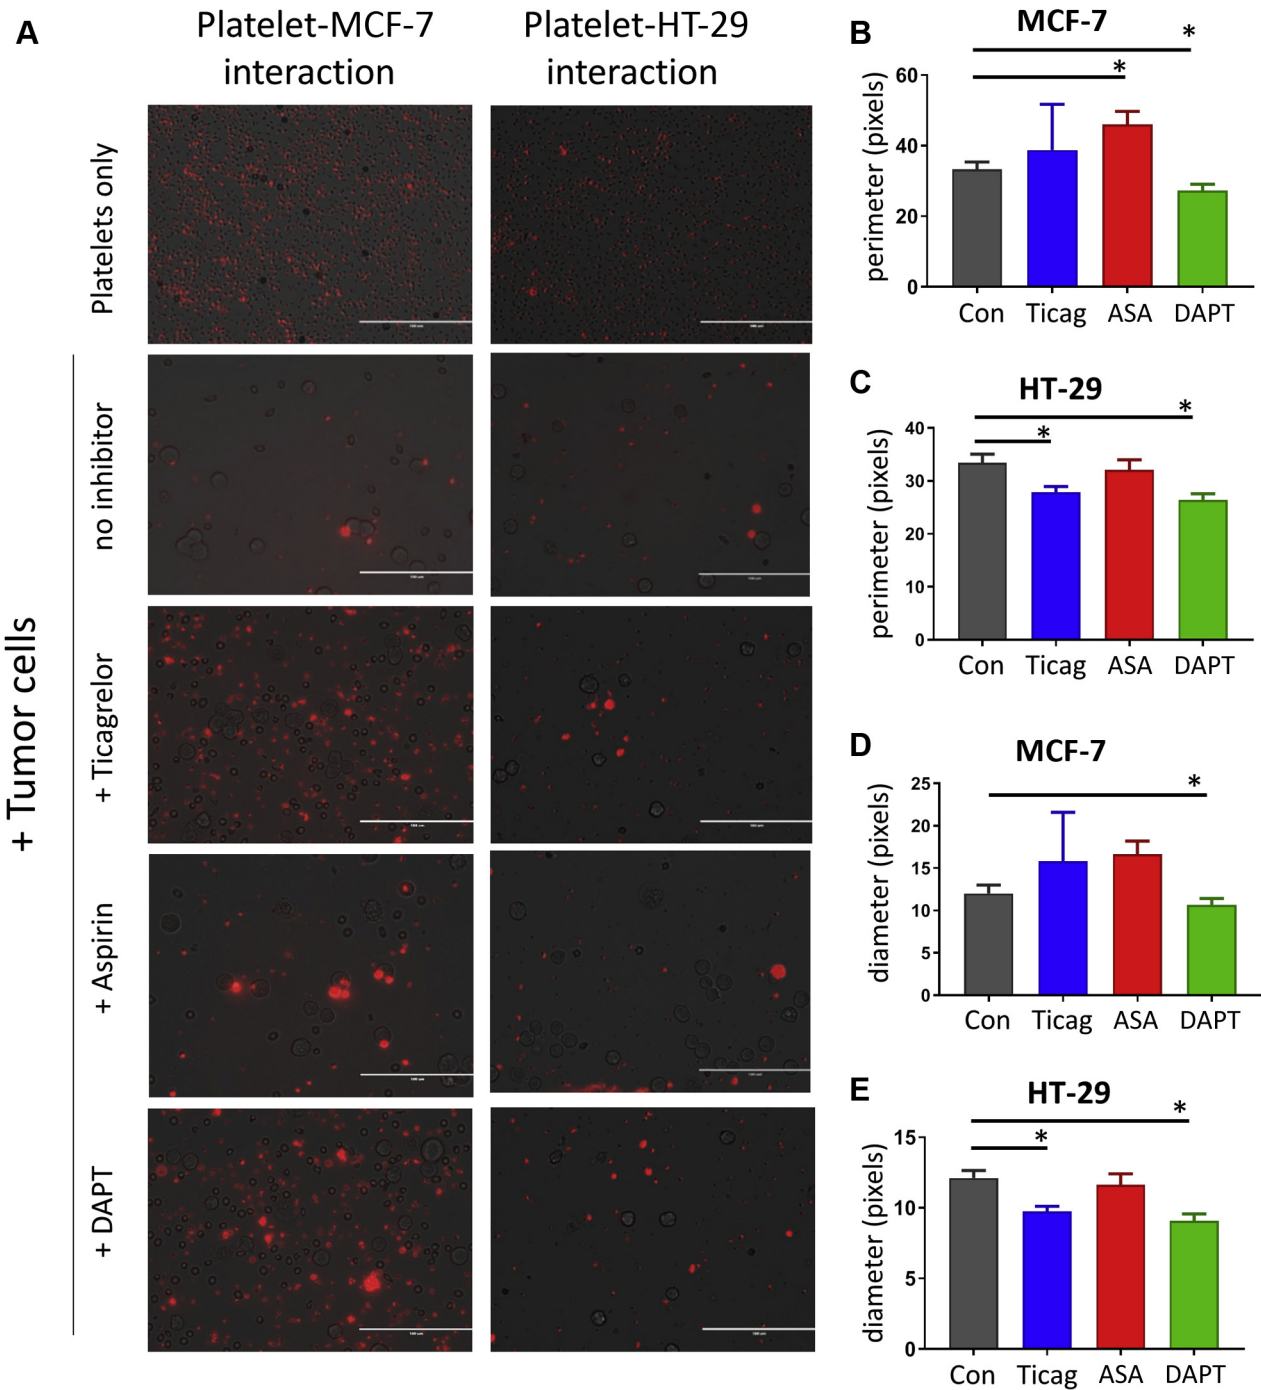 A
Platelet-MCF-7
interaction
Platelet-HT-29
interaction
Platelets only
+ Tumor cells
no inhibitor
+ Ticagrelor
+ Aspirin
+ DAPT
B
MCF-7
*
*
perimeter (pixels)
60
40
20
0
Con Ticag ASA DAPT
C
HT-29
*
*
perimeter (pixels)
40
30
20
10
0
Con Ticag ASA DAPT
D
MCF-7
*
diameter (pixels)
25
20
15
10
5
0
Con Ticag ASA DAPT
E
HT-29
*
*
diameter (pixels)
15
10
5
0
Con Ticag ASA DAPT